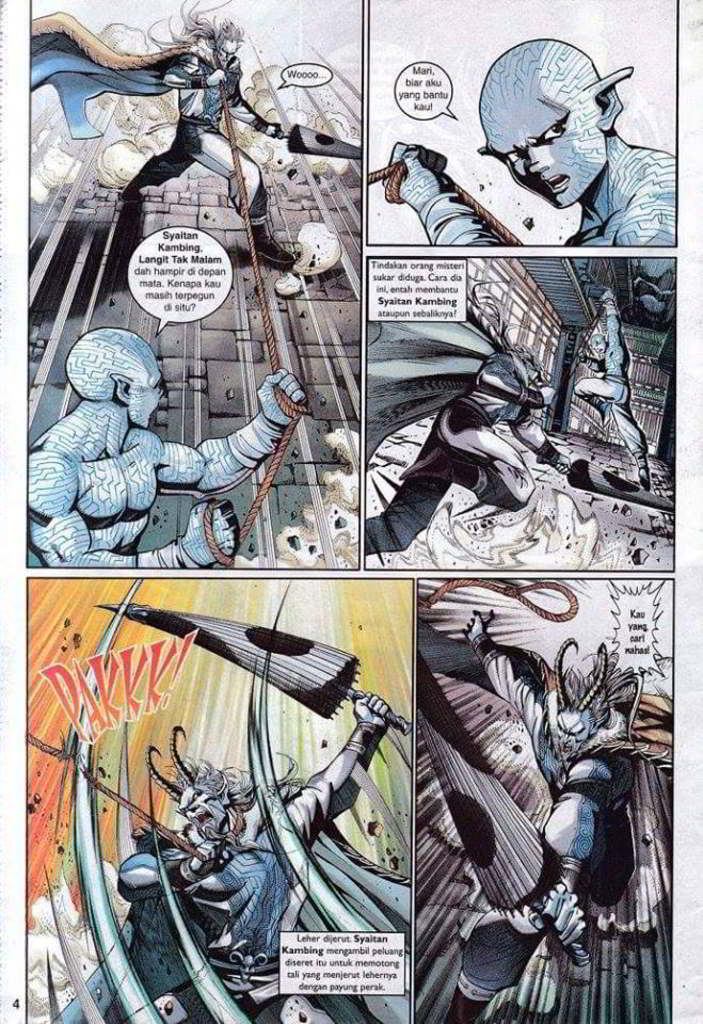 Woooo...
Syaitan
Kambing,
Langit Tak Malam
dah hampir di depan
mata. Kenapa kau
masih terpegun
di situ?
Mari,
biar aku
yang bantu
kau!
Tindakan orang misteri
sukar diduga. Cara dia
ini, entah membantu
Syaitan Kambing
ataupun sebaliknya?
PAKKK!
Leher dijerut. Syaitan
Kambing mengambil peluang
diseret itu untuk memotong
tali yang menjerut lehernya
dengan payung perak.
Kau
yang
cari
nahas!
4